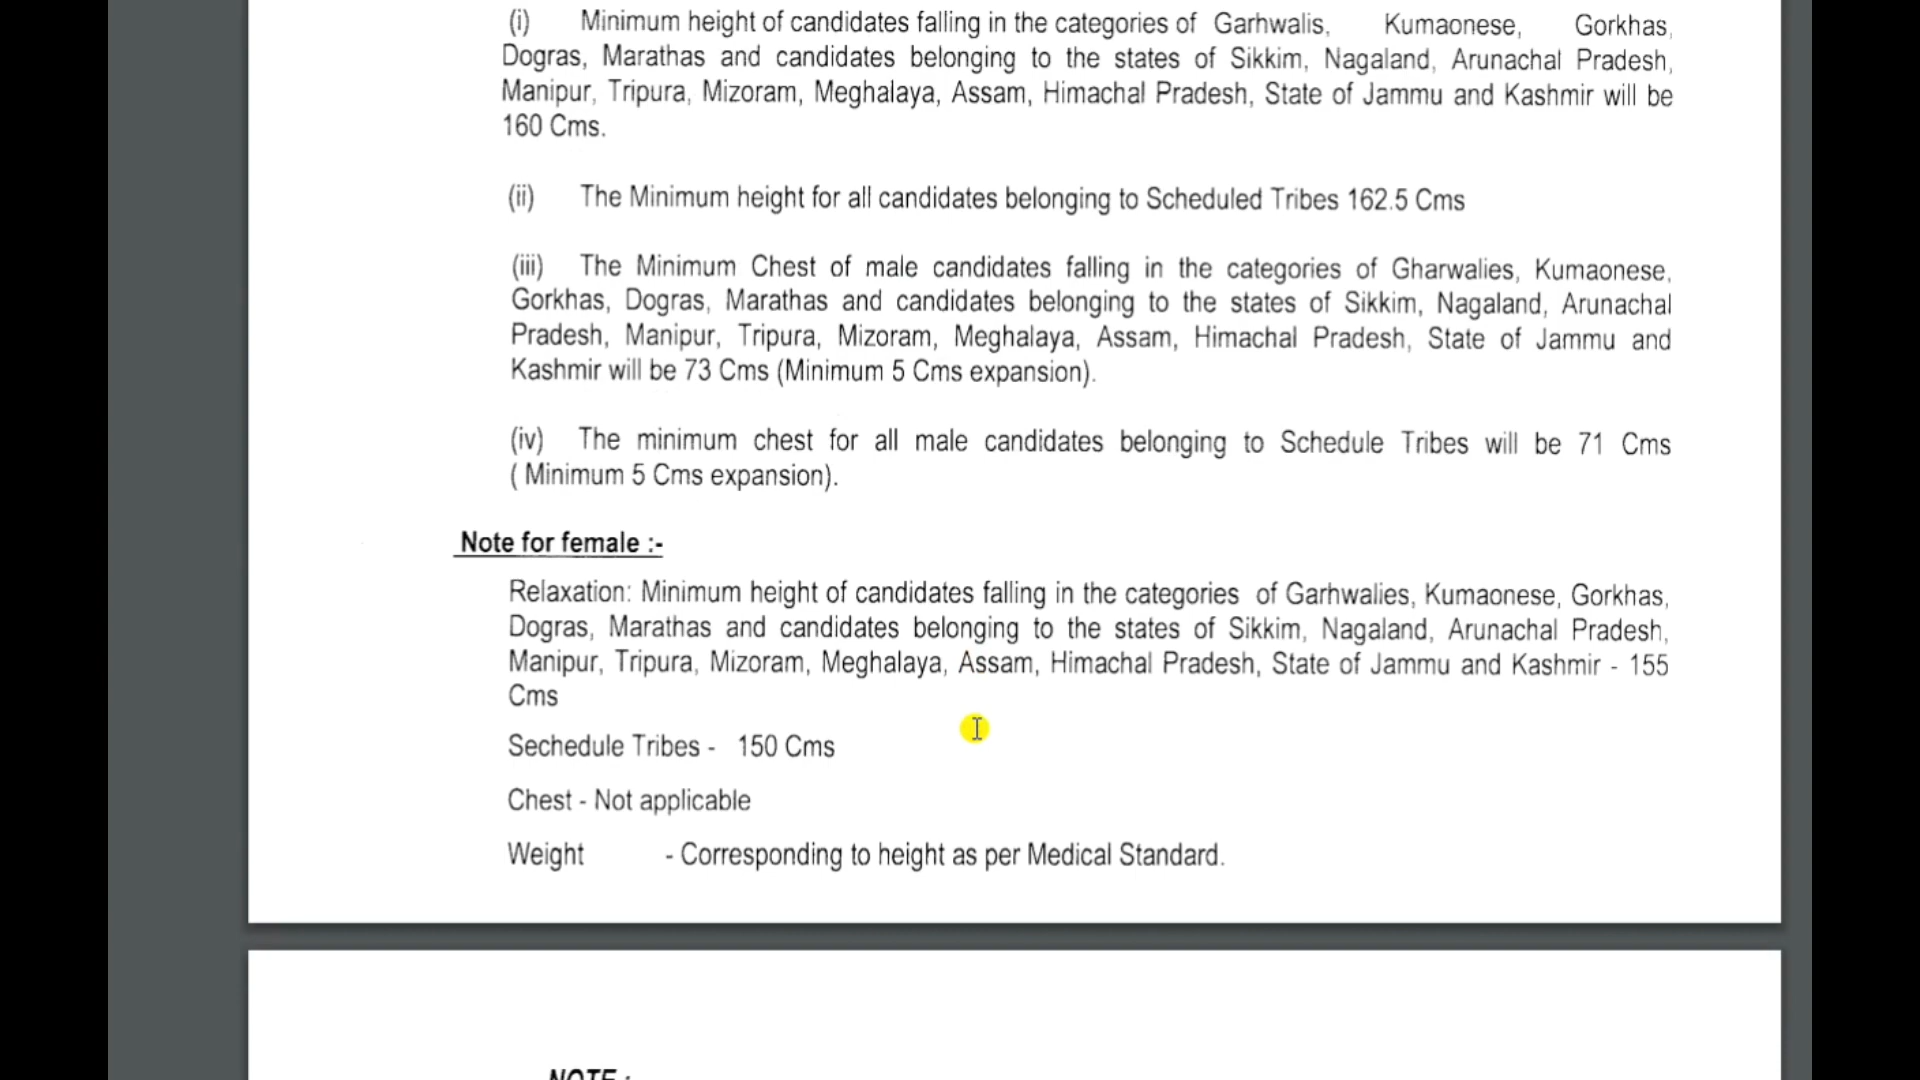 (i) Minimum height of candidates falling in the categories of Garhwalis, Kumaonese, Gorkhas,
Dogras, Marathas and candidates belonging to the states of Sikkim, Nagaland, Arunachal Pradesh,
Manipur, Tripura, Mizoram, Meghalaya, Assam, Himachal Pradesh, State of Jammu and Kashmir will be
160 Cms.
(ii) The Minimum height for all candidates belonging to Scheduled Tribes 162.5 Cms
(iii) The Minimum Chest of male candidates falling in the categories of Gharwalies, Kumaonese,
Gorkhas, Dogras, Marathas and candidates belonging to the states of Sikkim, Nagaland, Arunachal
Pradesh, Manipur, Tripura, Mizoram, Meghalaya, Assam, Himachal Pradesh, State of Jammu and
Kashmir will be 73 Cms (Minimum 5 Cms expansion).
(iv) The minimum chest for all male candidates belonging to Schedule Tribes will be 71 Cms
( Minimum 5 Cms expansion).
Note for female :-
Relaxation: Minimum height of candidates falling in the categories of Garhwalies, Kumaonese, Gorkhas,
Dogras, Marathas and candidates belonging to the states of Sikkim, Nagaland, Arunachal Pradesh,
Manipur, Tripura, Mizoram, Meghalaya, Assam, Himachal Pradesh, State of Jammu and Kashmir - 155
Cms
Sechedule Tribes - 150 Cms
Chest - Not applicable
Weight - Corresponding to height as per Medical Standard.
NOTE :